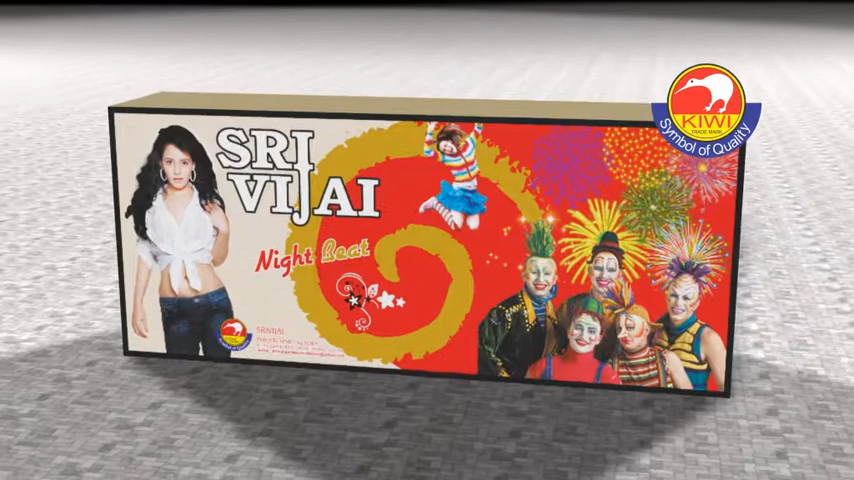 SRI
VIJAI
Night Beat
SRIVIJAI
KIWI
TRADE MARK
Symbol of Quality